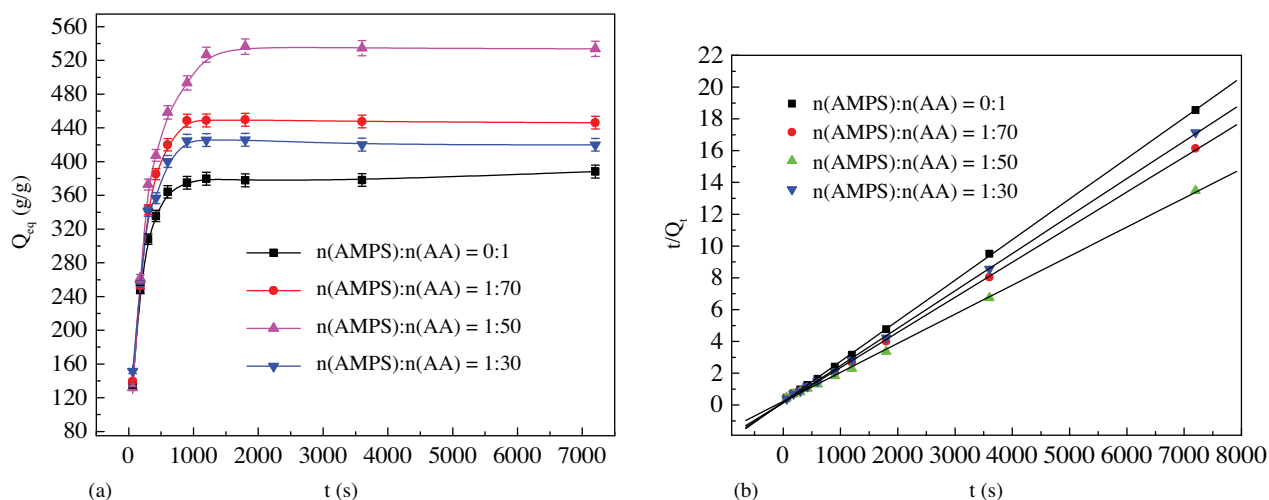 560
520
480
440
400
360
320
280
240
200
160
120
80
Q_eq (g/g)
n(AMPS):n(AA) = 0:1
n(AMPS):n(AA) = 1:70
n(AMPS):n(AA) = 1:50
n(AMPS):n(AA) = 1:30
0 1000 2000 3000 4000 5000 6000 7000
(a) t (s)
22
20
18
16
14
12
10
8
6
4
2
0
t/Q_t
n(AMPS):n(AA) = 0:1
n(AMPS):n(AA) = 1:70
n(AMPS):n(AA) = 1:50
n(AMPS):n(AA) = 1:30
0 1000 2000 3000 4000 5000 6000 7000 8000
(b) t (s)